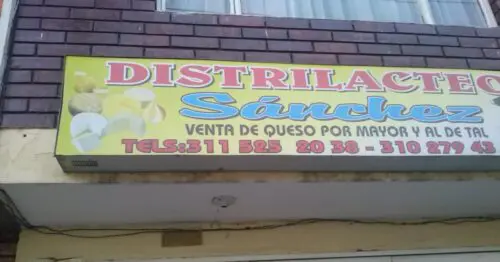 DISTRILACTEO
Sánchez
VENTA DE QUESO POR MAYOR Y AL DE TAL
TELS:311 525 20 38 - 310 279 43